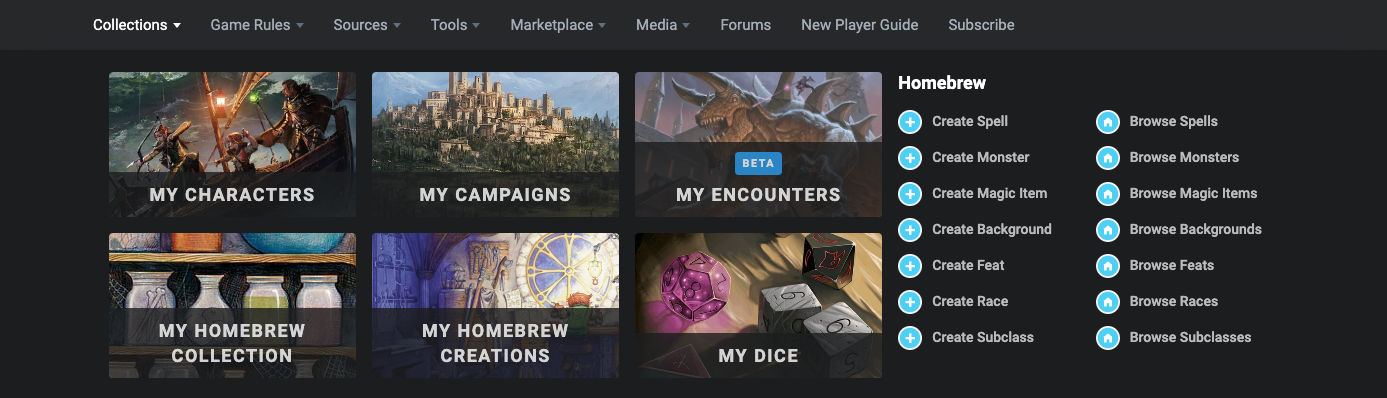 Collections
Game Rules
Sources
Tools
Marketplace
Media
Forums
New Player Guide
Subscribe
MY CHARACTERS
MY CAMPAIGNS
BETA
MY ENCOUNTERS
MY HOMEBREW
COLLECTION
MY HOMEBREW
CREATIONS
MY DICE
Homebrew
Create Spell
Browse Spells
Create Monster
Browse Monsters
Create Magic Item
Browse Magic Items
Create Background
Browse Backgrounds
Create Feat
Browse Feats
Create Race
Browse Races
Create Subclass
Browse Subclasses